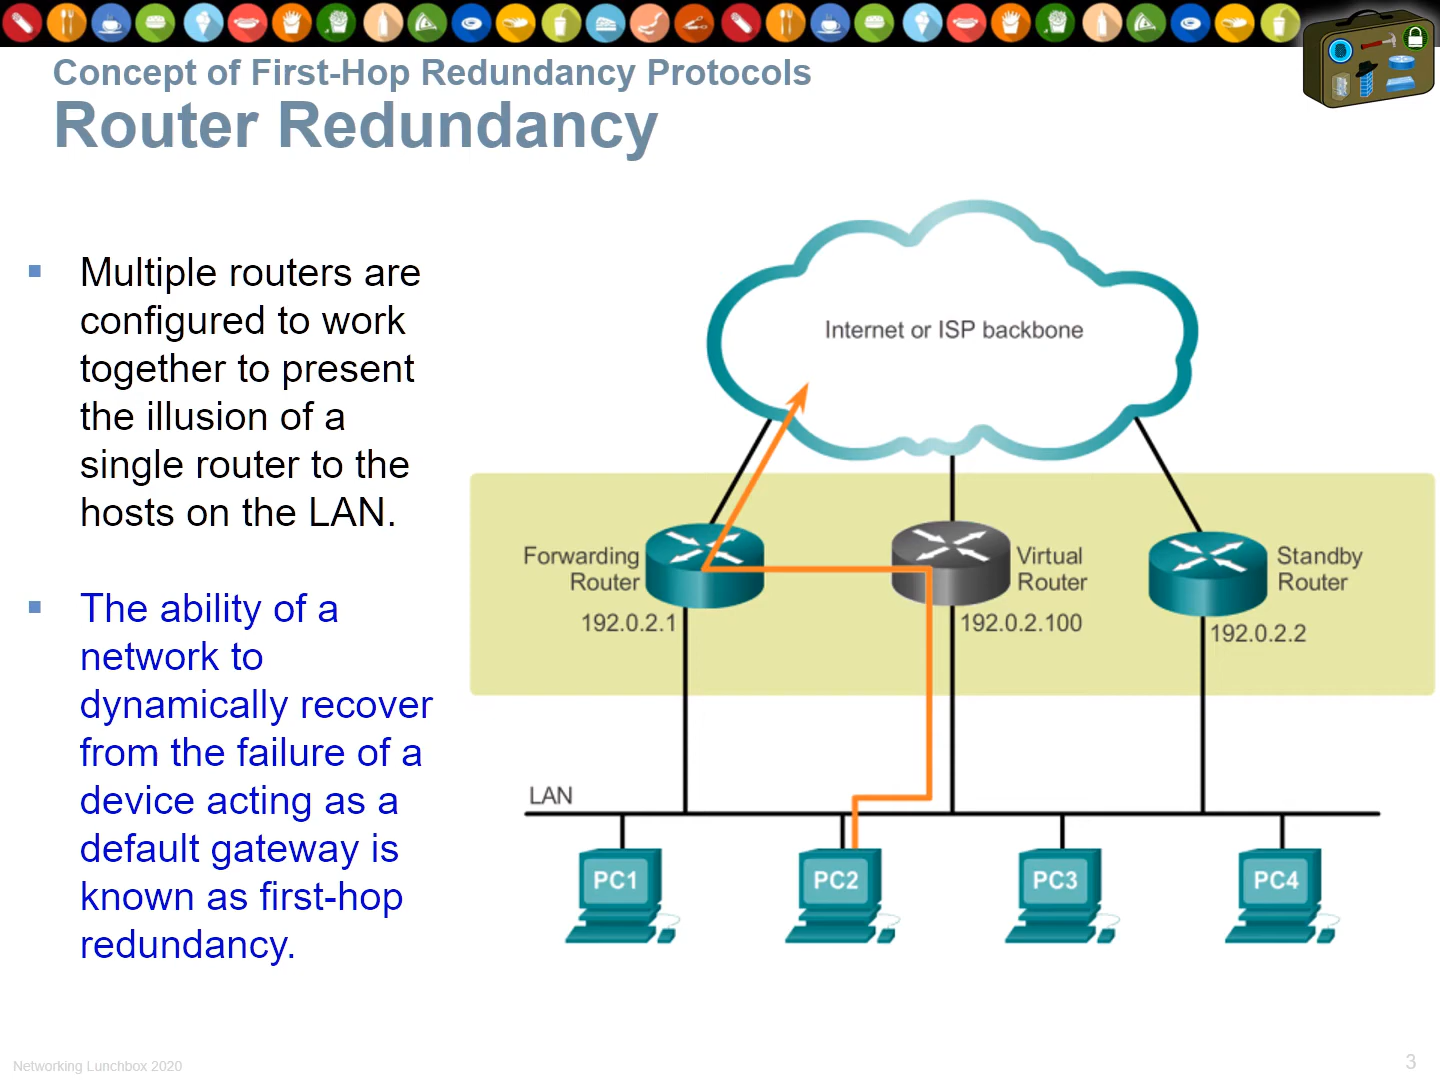 Concept of First-Hop Redundancy Protocols
Router Redundancy
▪ Multiple routers are
configured to work
together to present
the illusion of a
single router to the
hosts on the LAN.
▪ The ability of a
network to
dynamically recover
from the failure of a
device acting as a
default gateway is
known as first-hop
redundancy.
Internet or ISP backbone
Forwarding
Router
192.0.2.1
Virtual
Router
192.0.2.100
Standby
Router
192.0.2.2
LAN
PC1
PC2
PC3
PC4
Networking Lunchbox 2020
3